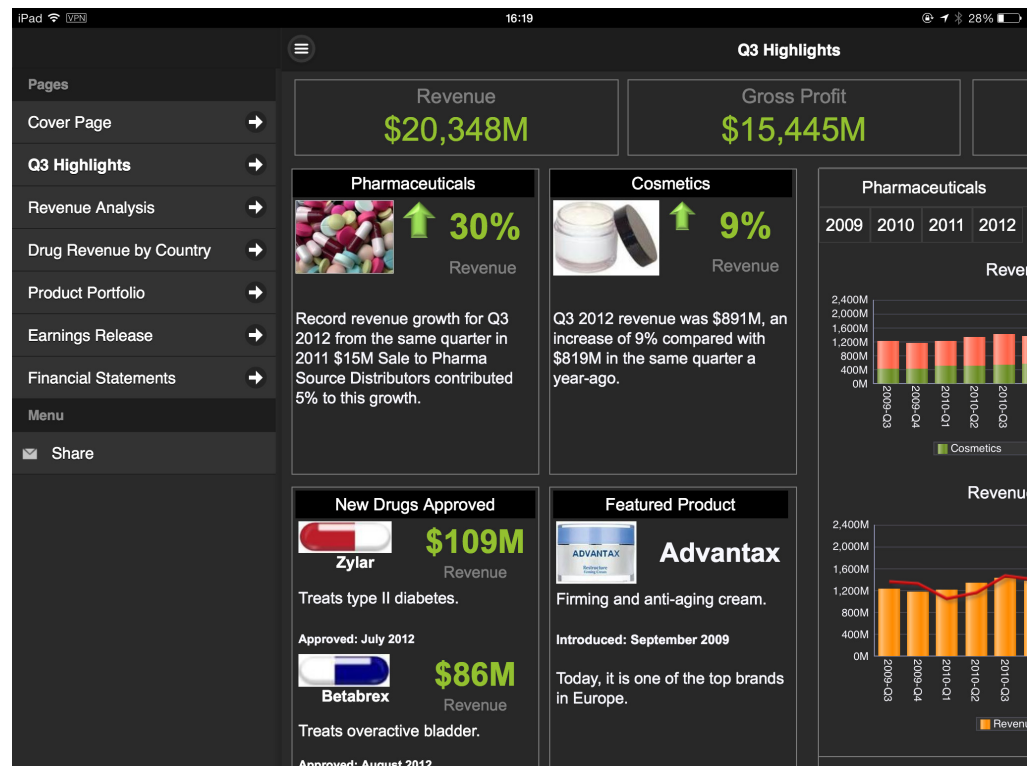 iPad VPN 16:19 28%
Q3 Highlights
Pages
Cover Page
Q3 Highlights
Revenue Analysis
Drug Revenue by Country
Product Portfolio
Earnings Release
Financial Statements
Menu
Share
Revenue
$20,348M
Gross Profit
$15,445M
Pharmaceuticals
30%
Revenue
Record revenue growth for Q3
2012 from the same quarter in
2011 $15M Sale to Pharma
Source Distributors contributed
5% to this growth.
Cosmetics
9%
Revenue
Q3 2012 revenue was $891M, an
increase of 9% compared with
$819M in the same quarter a
year-ago.
New Drugs Approved
$109M
Zylar
Revenue
Treats type II diabetes.
Approved: July 2012
$86M
Betabrex
Revenue
Treats overactive bladder.
Approved: August 2012
Featured Product
ADVANTAX
Restructure
Firming Cream
Advantax
Firming and anti-aging cream.
Introduced: September 2009
Today, it is one of the top brands
in Europe.
Pharmaceuticals
2009 2010 2011 2012
Reve
2,400M
2,000M
1,600M
1,200M
800M
400M
0M
2009-Q3
2009-Q4
2010-Q1
2010-Q2
2010-Q3
Cosmetics
Revenu
2,400M
2,000M
1,600M
1,200M
800M
400M
0M
2009-Q3
2009-Q4
2010-Q1
2010-Q2
2010-Q3
Reven